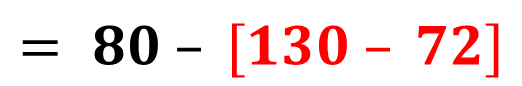 = 80 – [130 – 72]